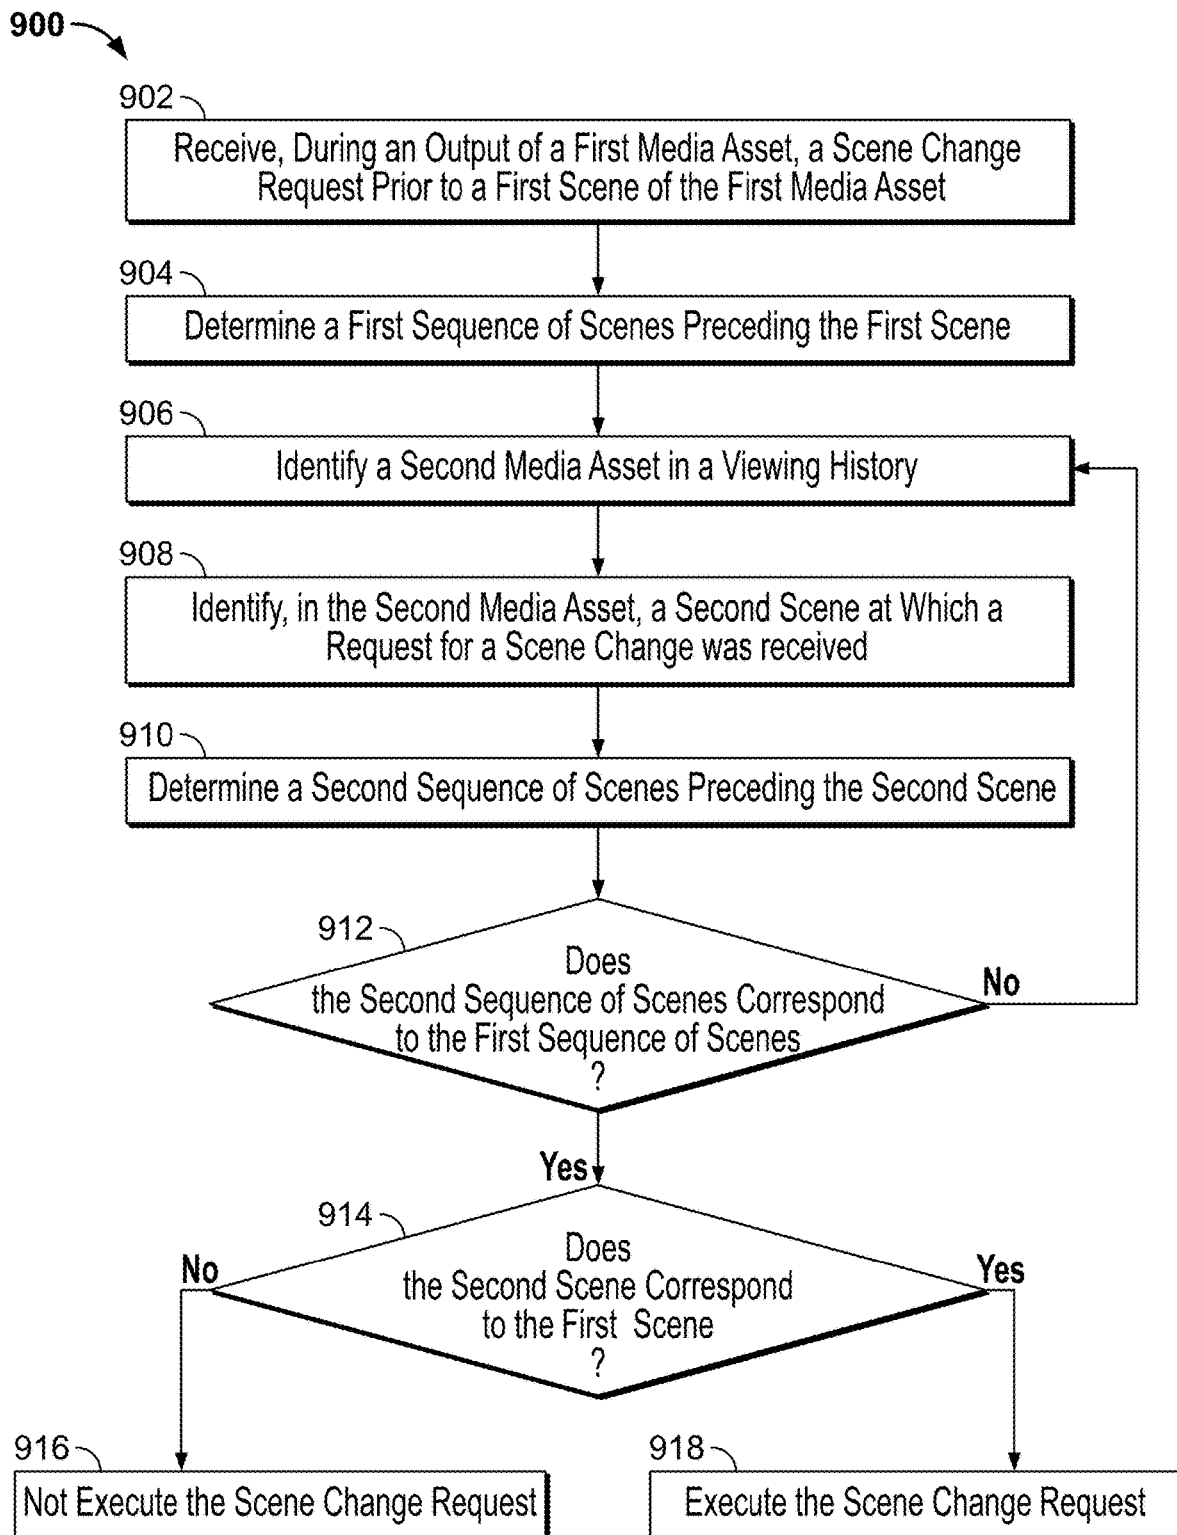 900
902
Receive, During an Output of a First Media Asset, a Scene Change
Request Prior to a First Scene of the First Media Asset
904
Determine a First Sequence of Scenes Preceding the First Scene
906
Identify a Second Media Asset in a Viewing History
908
Identify, in the Second Media Asset, a Second Scene at Which a
Request for a Scene Change was received
910
Determine a Second Sequence of Scenes Preceding the Second Scene
912
Does
the Second Sequence of Scenes Correspond
to the First Sequence of Scenes
?
No
Yes
914
Does
the Second Scene Correspond
to the First Scene
?
No
Yes
916
Not Execute the Scene Change Request
918
Execute the Scene Change Request